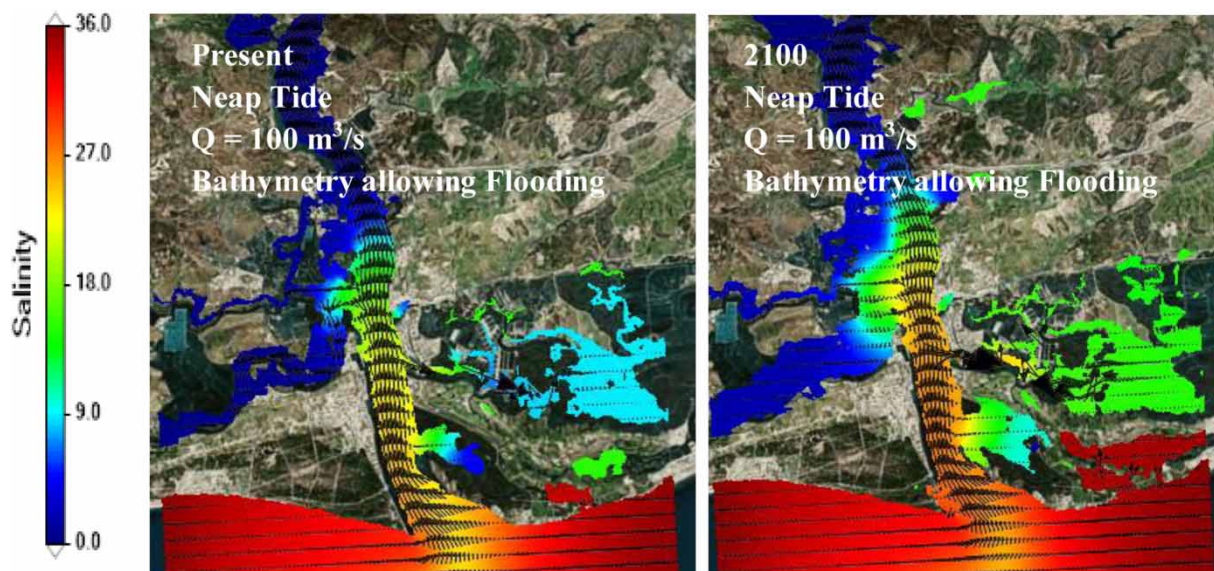 36.0
27.0
18.0
9.0
0.0
Salinity
Present
Neap Tide
Q = 100 m³/s
Bathymetry allowing Flooding
2100
Neap Tide
Q = 100 m³/s
Bathymetry allowing Flooding